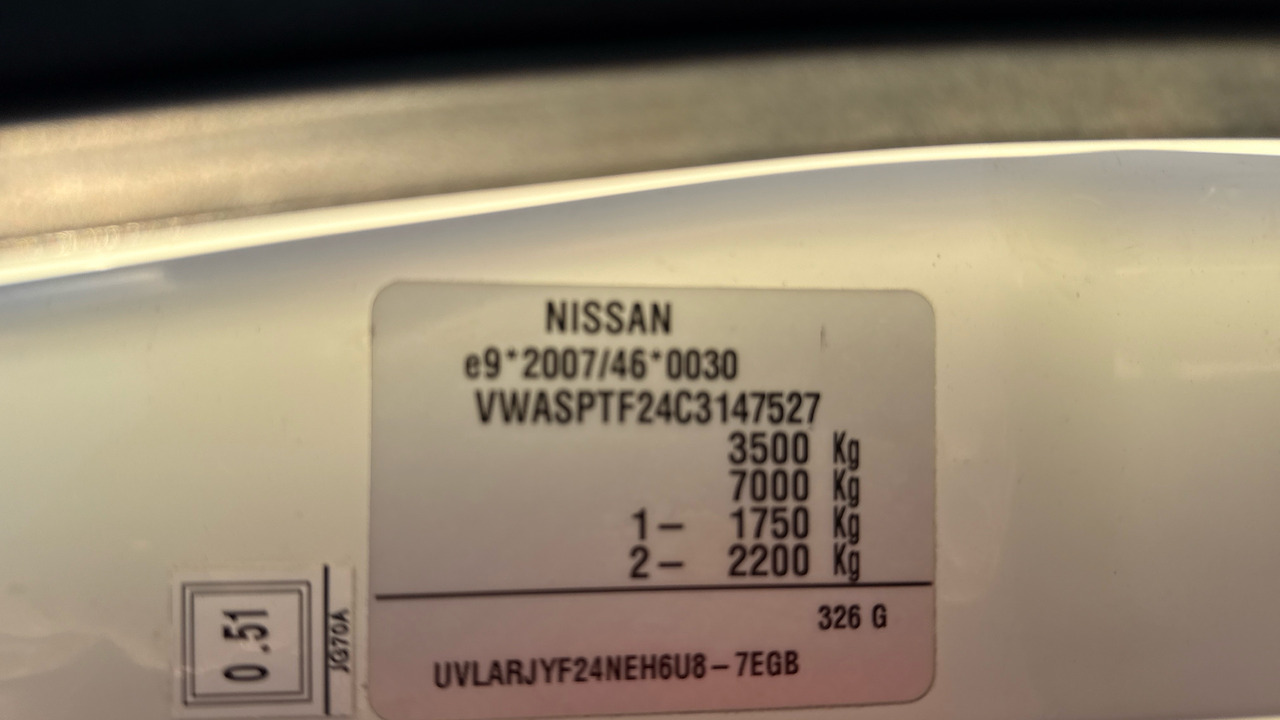 NISSAN
e9*2007/46*0030
VWASPTF24C3147527
3500 Kg
7000 Kg
1- 1750 Kg
2- 2200 Kg
326 G
UVLARJYF24NEH6U8-7EGB
0.51
JG70A